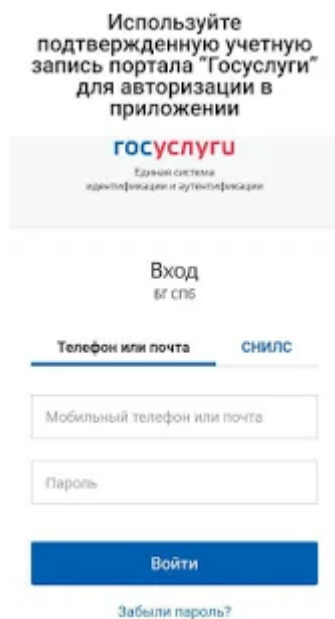 Используйте
подтвержденную учетную
запись портала "Госуслуги"
для авторизации в
приложении
госуслуги
Единая система
идентификации и аутентификации
Вход
БГ СПб
Телефон или почта СНИЛС
Мобильный телефон или почта
Пароль
Войти
Забыли пароль?